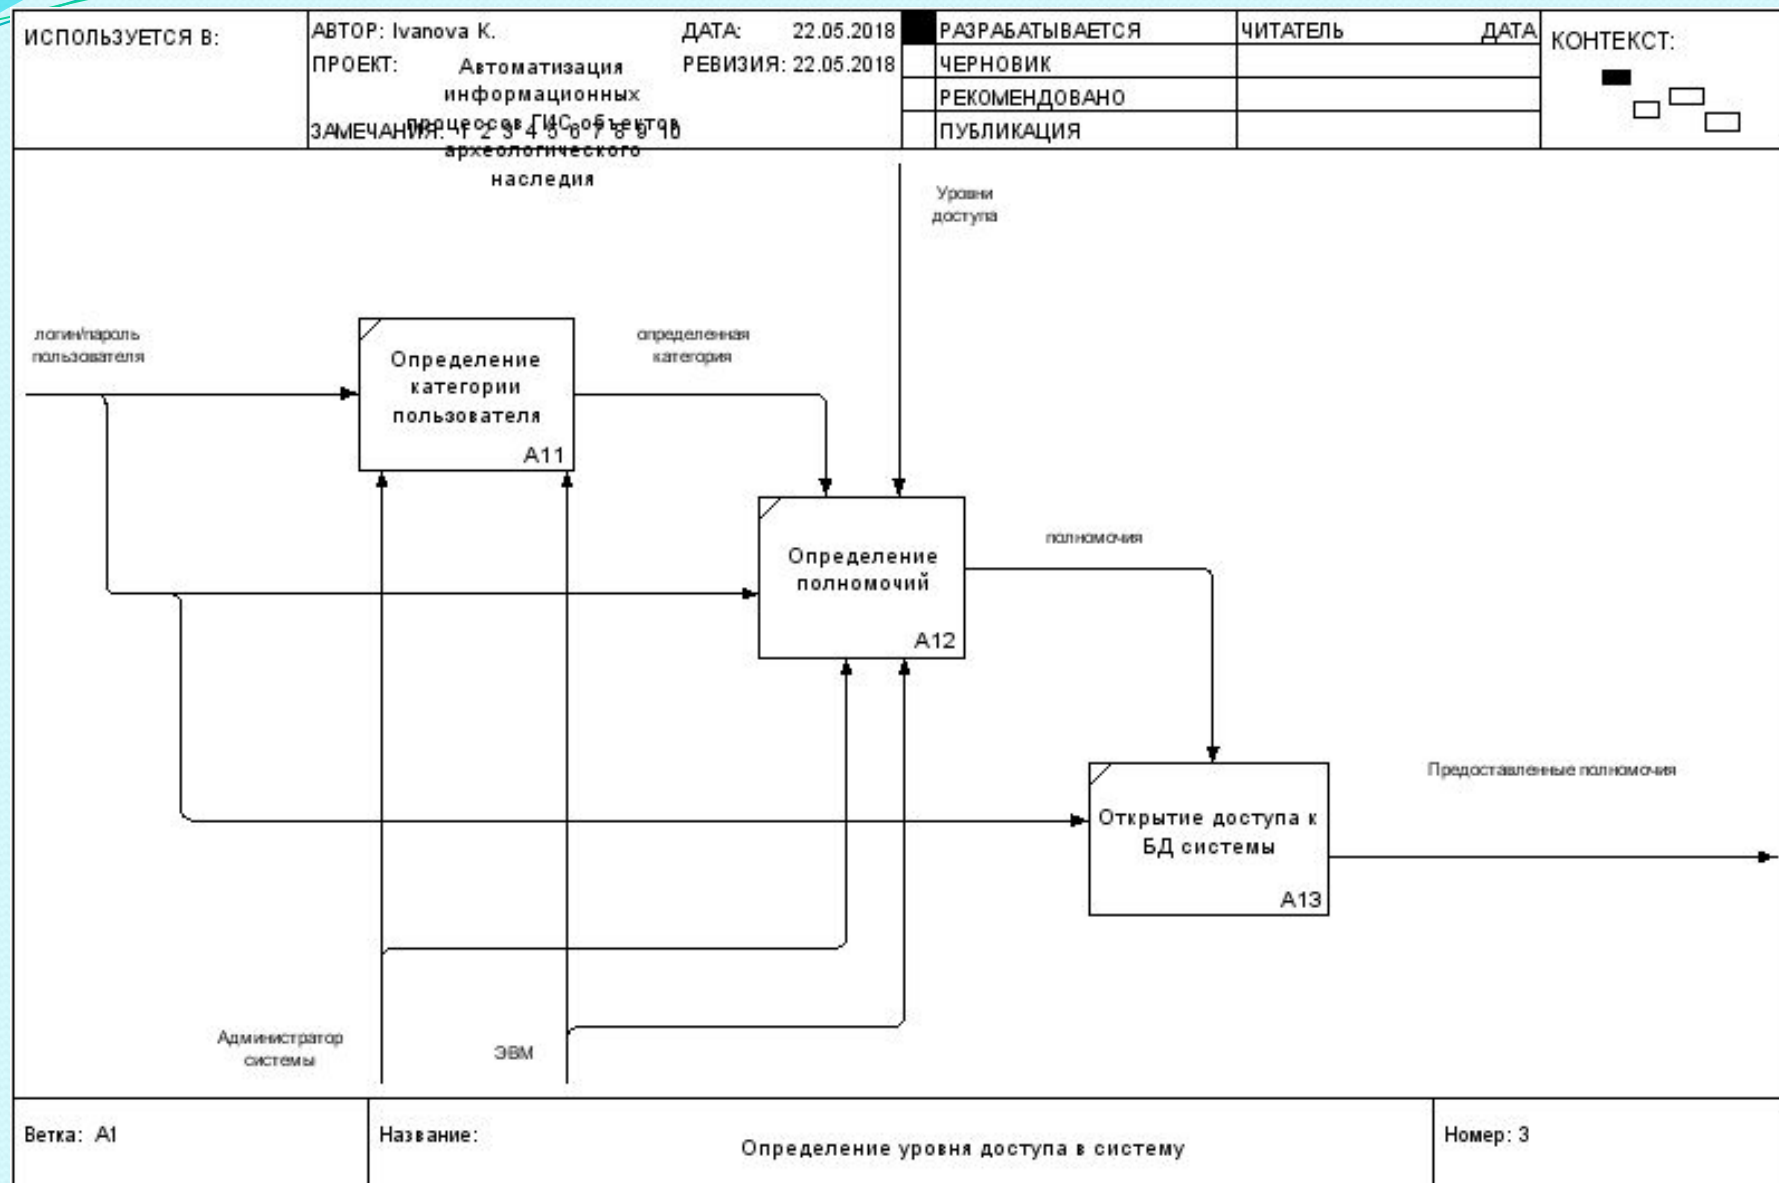 ИСПОЛЬЗУЕТСЯ В:
АВТОР: Ivanova K.
ДАТА: 22.05.2018
РАЗРАБАТЫВАЕТСЯ
ЧИТАТЕЛЬ
ДАТА
КОНТЕКСТ:
ПРОЕКТ: Автоматизация
информационных
процессов ГИС объектов
археологического
наследия
РЕВИЗИЯ: 22.05.2018
ЧЕРНОВИК
РЕКОМЕНДОВАНО
ЗАМЕЧАНИЯ: 1 2 3 4 5 6 7 8 9 10
ПУБЛИКАЦИЯ
Уровни
доступа
логин/пароль
пользователя
Определение
категории
пользователя
A11
определенная
категория
Определение
полномочий
A12
полномочия
Открытие доступа к
БД системы
A13
Предоставленные полномочия
Администратор
системы
ЭВМ
Ветка: A1
Название:
Определение уровня доступа в систему
Номер: 3